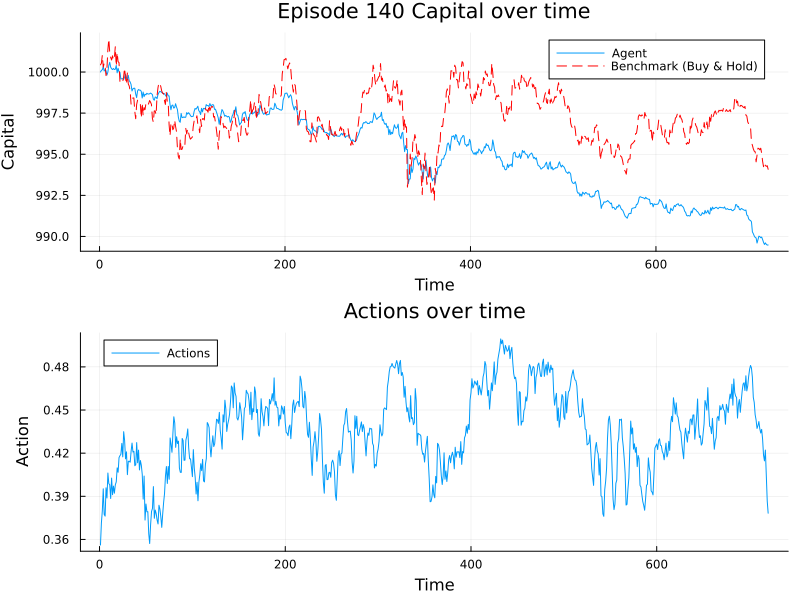 Episode 140 Capital over time
Capital
1000.0
997.5
995.0
992.5
990.0
Agent
Benchmark (Buy & Hold)
0
200
400
600
Time
Actions over time
Action
0.48
0.45
0.42
0.39
0.36
Actions
0
200
400
600
Time